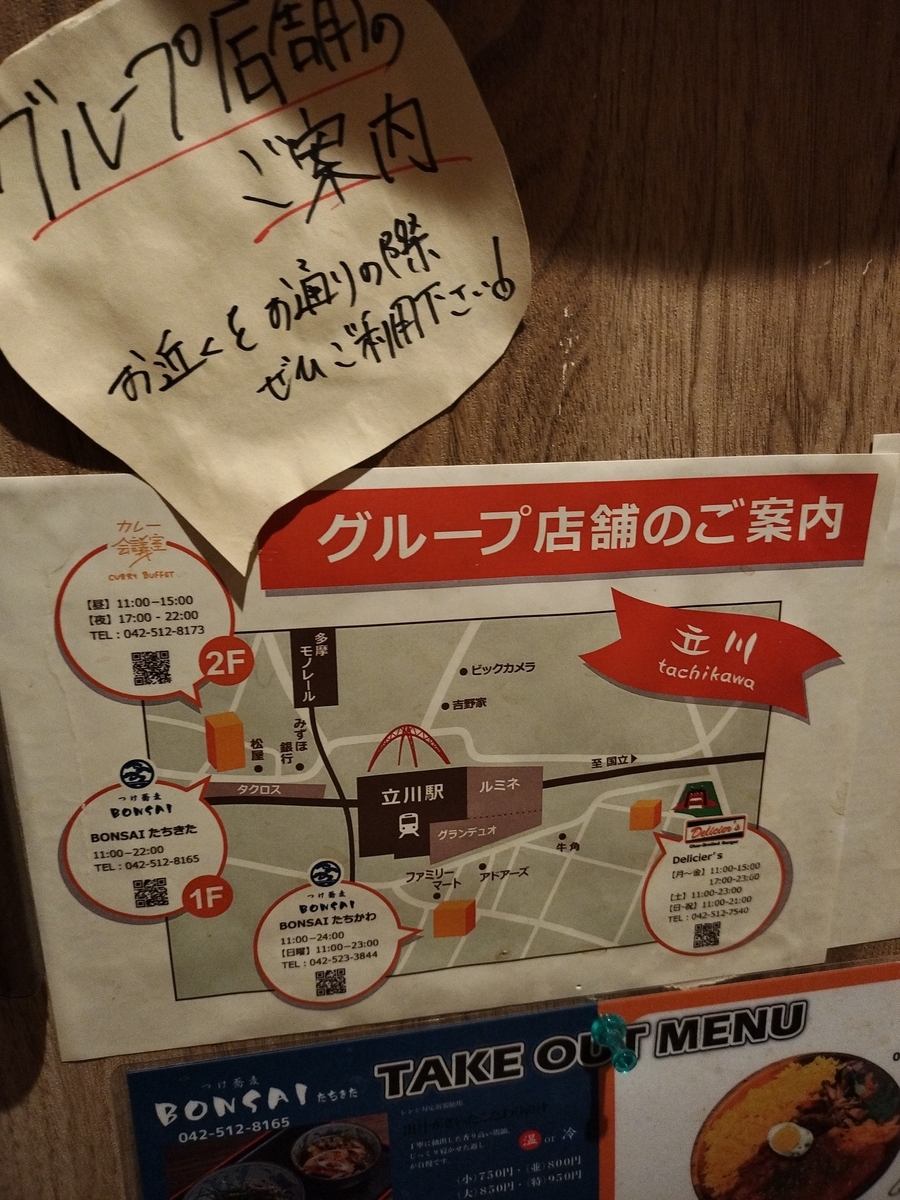 グループ店舗の
ご案内
お近くをお通りの際
ぜひご利用下さい!
グループ店舗のご案内
カレー
会議室
CURRY BUFFET
【昼】11:00-15:00
【夜】17:00 - 22:00
TEL:042-512-8173
2F
多摩
モノレール
ビックカメラ
吉野家
立川
tachikawa
松屋
みずほ
銀行
至 国立
タクロス
立川駅
ルミネ
グランデュオ
つけ蕎麦
BONSAI
BONSAI たちきた
11:00-22:00
TEL:042-512-8165
1F
牛角
ファミリー
マート
アドアーズ
つけ蕎麦
BONSAI
BONSAI たちかわ
11:00-24:00
【日曜】11:00-23:00
TEL:042-523-3844
Delicier's
Delicier's
【月~金】11:00-15:00
17:00-23:00
【土】11:00-23:00
【日・祝】11:00-21:00
TEL:042-512-7540
TAKE OUT MENU
つけ蕎麦
BONSAI たちきた
042-512-8165
温 or 冷
(小)750円・(並)800円
(大)850円・(特)950円